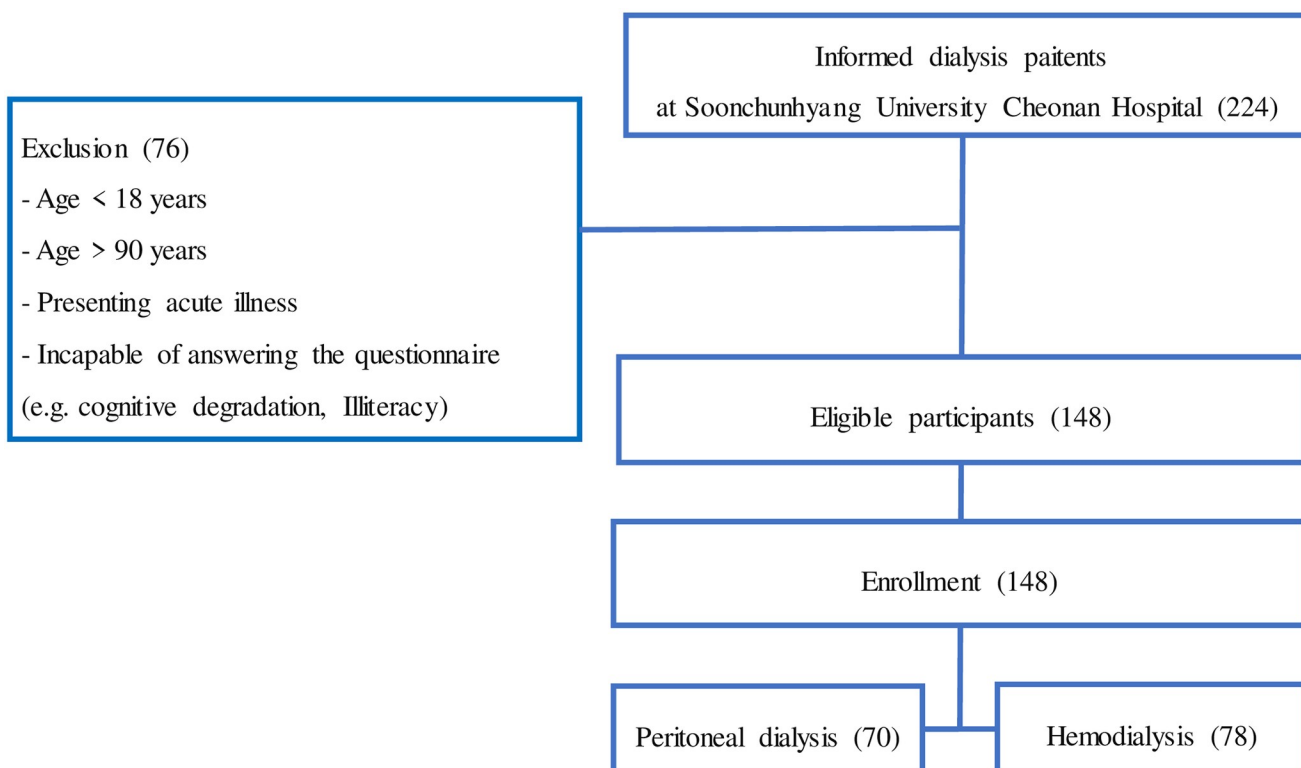 Informed dialysis paitents
at Soonchunhyang University Cheonan Hospital (224)
Exclusion (76)
- Age < 18 years
- Age > 90 years
- Presenting acute illness
- Incapable of answering the questionnaire
(e.g. cognitive degradation, Illiteracy)
Eligible participants (148)
Enrollment (148)
Peritoneal dialysis (70)
Hemodialysis (78)